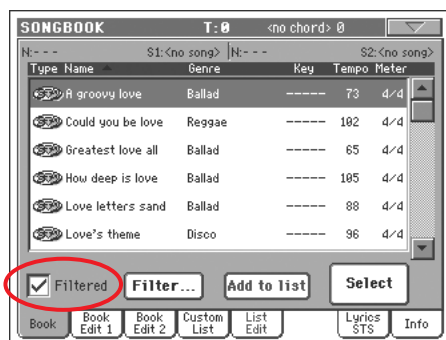 SONGBOOK T:0 <no chord> 0
N:--- S1:<no song> N:--- S2:<no song>
Type Name Genre Key Tempo Meter
A groovy love Ballad ----- 73 4/4
Could you be love Reggae ----- 102 4/4
Greatest love all Ballad ----- 65 4/4
How deep is love Ballad ----- 105 4/4
Love letters sand Ballad ----- 88 4/4
Love's theme Disco ----- 96 4/4
Filtered Filter... Add to list Select
Book Book Edit 1 Book Edit 2 Custom List List Edit Lyrics STS Info